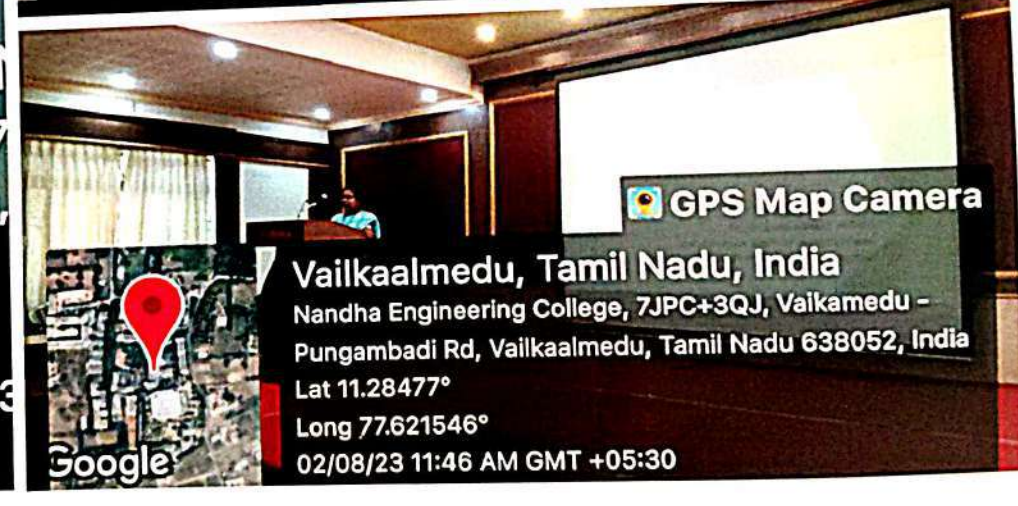 GPS Map Camera
Vailkaalmedu, Tamil Nadu, India
Nandha Engineering College, 7JPC+3QJ, Vaikamedu -
Pungambadi Rd, Vailkaalmedu, Tamil Nadu 638052, India
Lat 11.28477°
Long 77.621546°
02/08/23 11:46 AM GMT +05:30
Google